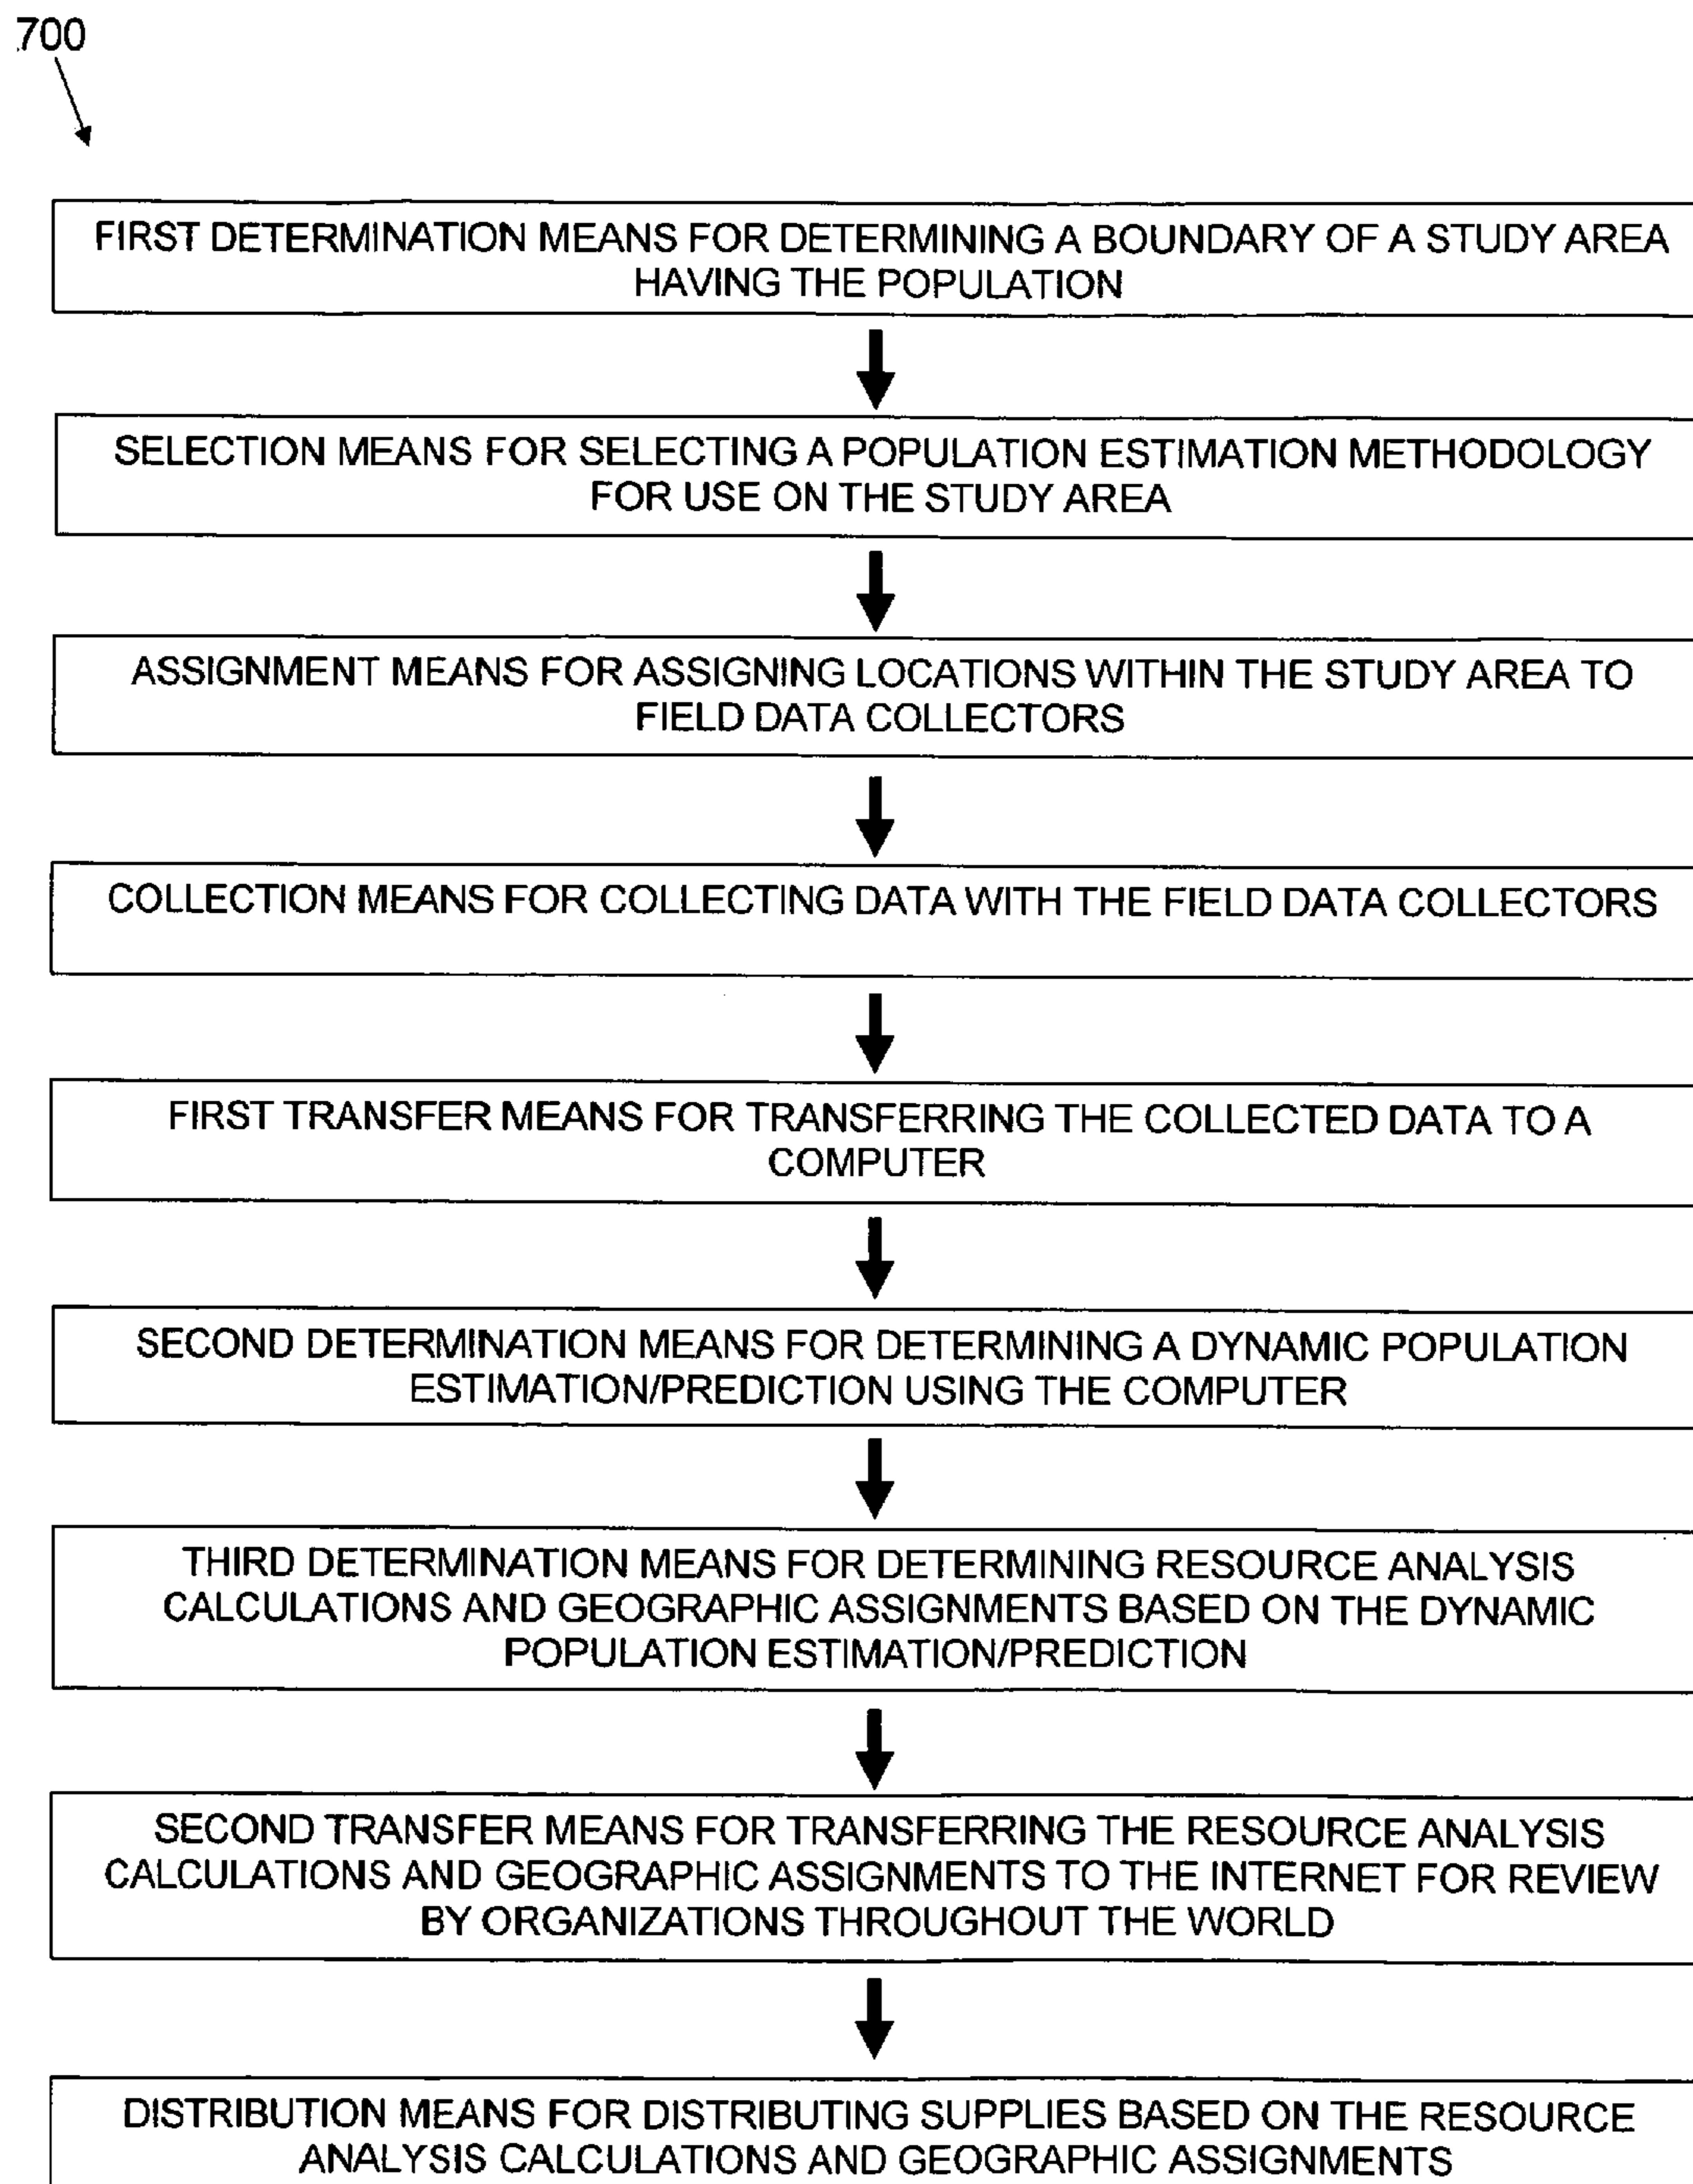 700
FIRST DETERMINATION MEANS FOR DETERMINING A BOUNDARY OF A STUDY AREA
HAVING THE POPULATION
SELECTION MEANS FOR SELECTING A POPULATION ESTIMATION METHODOLOGY
FOR USE ON THE STUDY AREA
ASSIGNMENT MEANS FOR ASSIGNING LOCATIONS WITHIN THE STUDY AREA TO
FIELD DATA COLLECTORS
COLLECTION MEANS FOR COLLECTING DATA WITH THE FIELD DATA COLLECTORS
FIRST TRANSFER MEANS FOR TRANSFERRING THE COLLECTED DATA TO A
COMPUTER
SECOND DETERMINATION MEANS FOR DETERMINING A DYNAMIC POPULATION
ESTIMATION/PREDICTION USING THE COMPUTER
THIRD DETERMINATION MEANS FOR DETERMINING RESOURCE ANALYSIS
CALCULATIONS AND GEOGRAPHIC ASSIGNMENTS BASED ON THE DYNAMIC
POPULATION ESTIMATION/PREDICTION
SECOND TRANSFER MEANS FOR TRANSFERRING THE RESOURCE ANALYSIS
CALCULATIONS AND GEOGRAPHIC ASSIGNMENTS TO THE INTERNET FOR REVIEW
BY ORGANIZATIONS THROUGHOUT THE WORLD
DISTRIBUTION MEANS FOR DISTRIBUTING SUPPLIES BASED ON THE RESOURCE
ANALYSIS CALCULATIONS AND GEOGRAPHIC ASSIGNMENTS